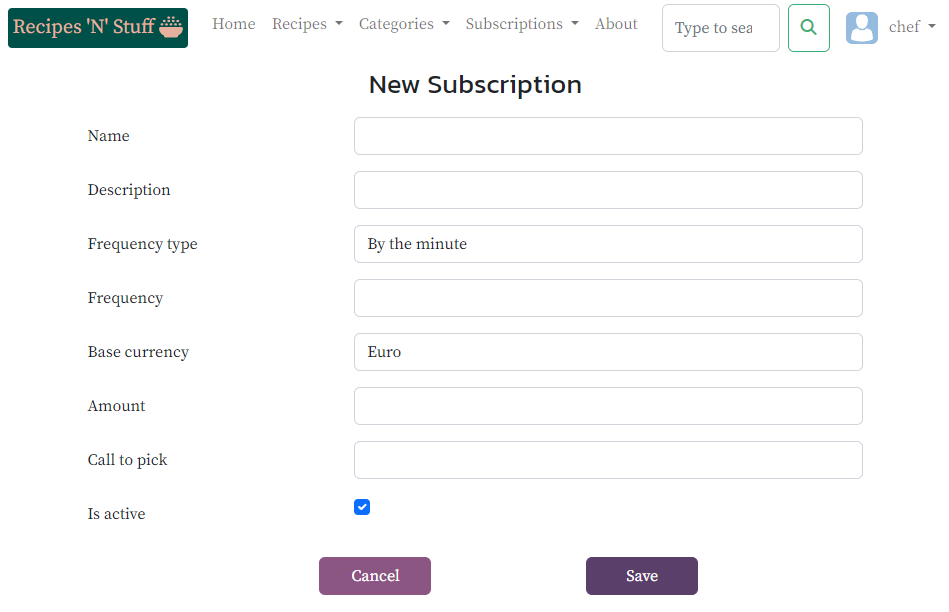 Recipes 'N' Stuff Home Recipes Categories Subscriptions About Type to sea chef
New Subscription
Name
Description
Frequency type By the minute
Frequency
Base currency Euro
Amount
Call to pick
Is active
Cancel Save